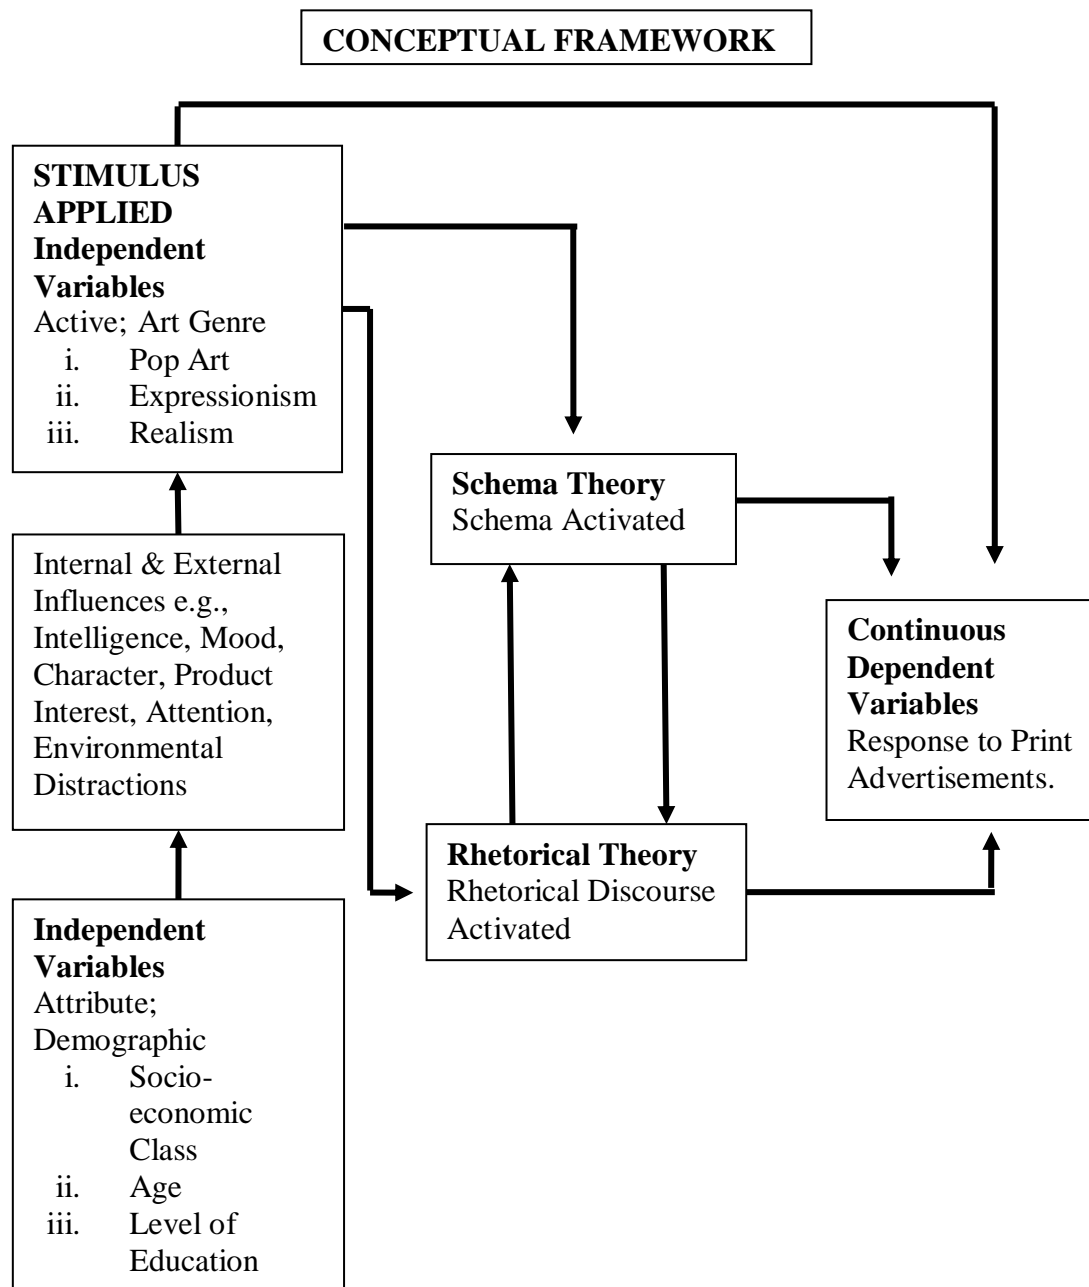 CONCEPTUAL FRAMEWORK
STIMULUS
APPLIED
Independent
Variables
Active; Art Genre
i. Pop Art
ii. Expressionism
iii. Realism
Internal & External
Influences e.g.,
Intelligence, Mood,
Character, Product
Interest, Attention,
Environmental
Distractions
Independent
Variables
Attribute;
Demographic
i. Socio-
economic
Class
ii. Age
iii. Level of
Education
Schema Theory
Schema Activated
Rhetorical Theory
Rhetorical Discourse
Activated
Continuous
Dependent
Variables
Response to Print
Advertisements.